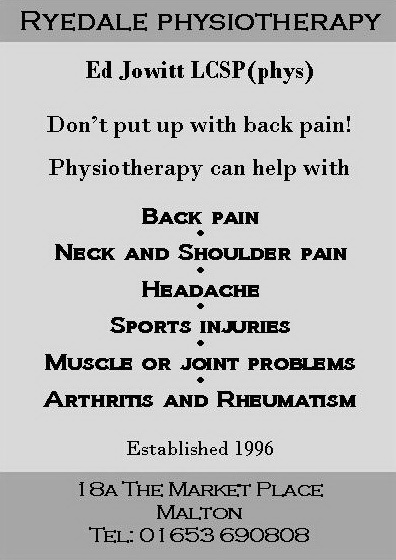 Ryedale physiotherapy
Ed Jowitt LCSP(phys)
Don't put up with back pain!
Physiotherapy can help with
Back pain
•
Neck and Shoulder pain
•
Headache
•
Sports injuries
•
Muscle or joint problems
•
Arthritis and Rheumatism
Established 1996
18a The Market Place
Malton
Tel: 01653 690808